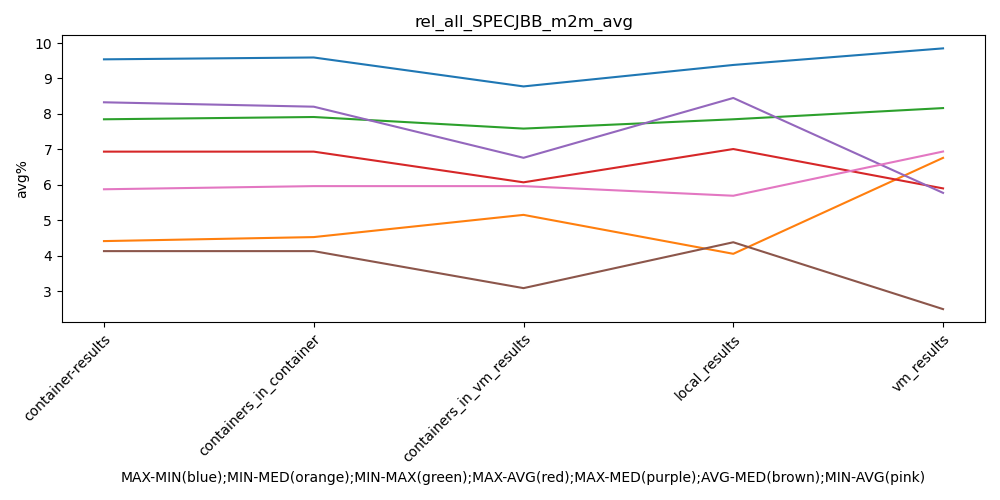 rel_all_SPECJBB_m2m_avg
avg%
10
9
8
7
6
5
4
3
container-results
containers_in_container
containers_in_vm_results
local_results
vm_results
MAX-MIN(blue);MIN-MED(orange);MIN-MAX(green);MAX-AVG(red);MAX-MED(purple);AVG-MED(brown);MIN-AVG(pink)